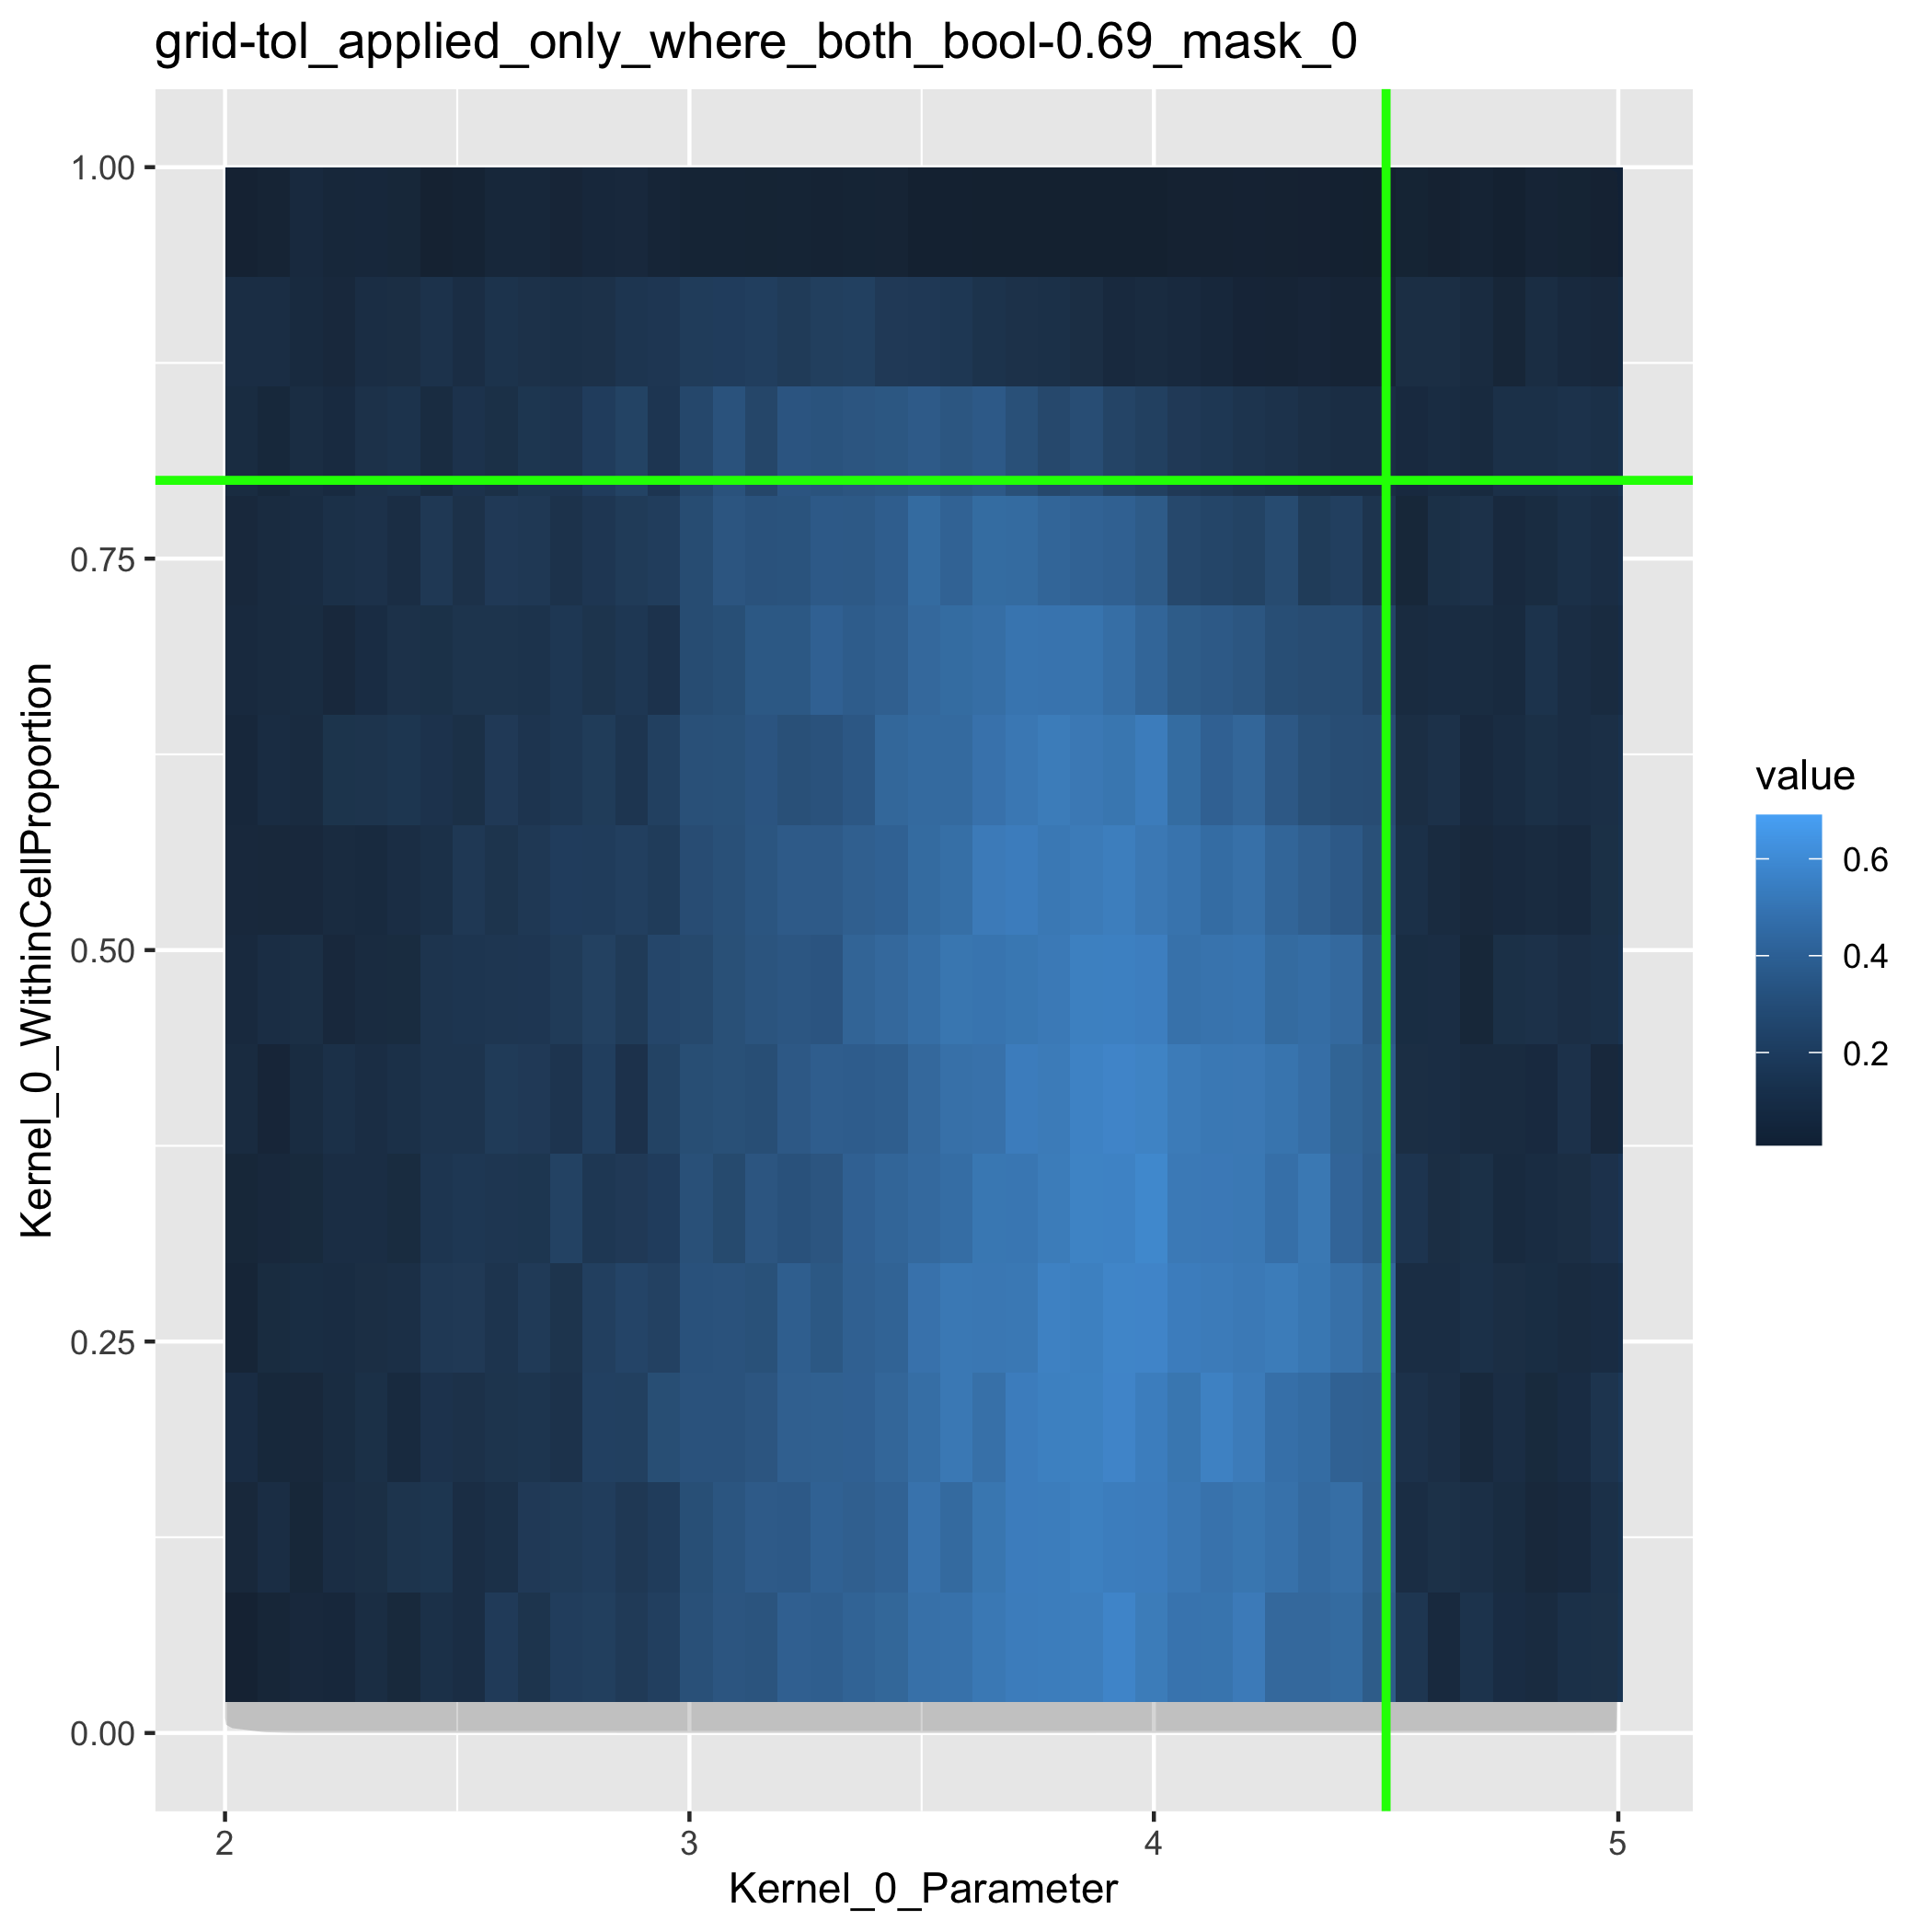 grid-tol_applied_only_where_both_bool-0.69_mask_0
Kernel_0_WithinCellProportion
1.00
0.75
0.50
0.25
0.00
2 3 4 5
Kernel_0_Parameter
value
0.6
0.4
0.2